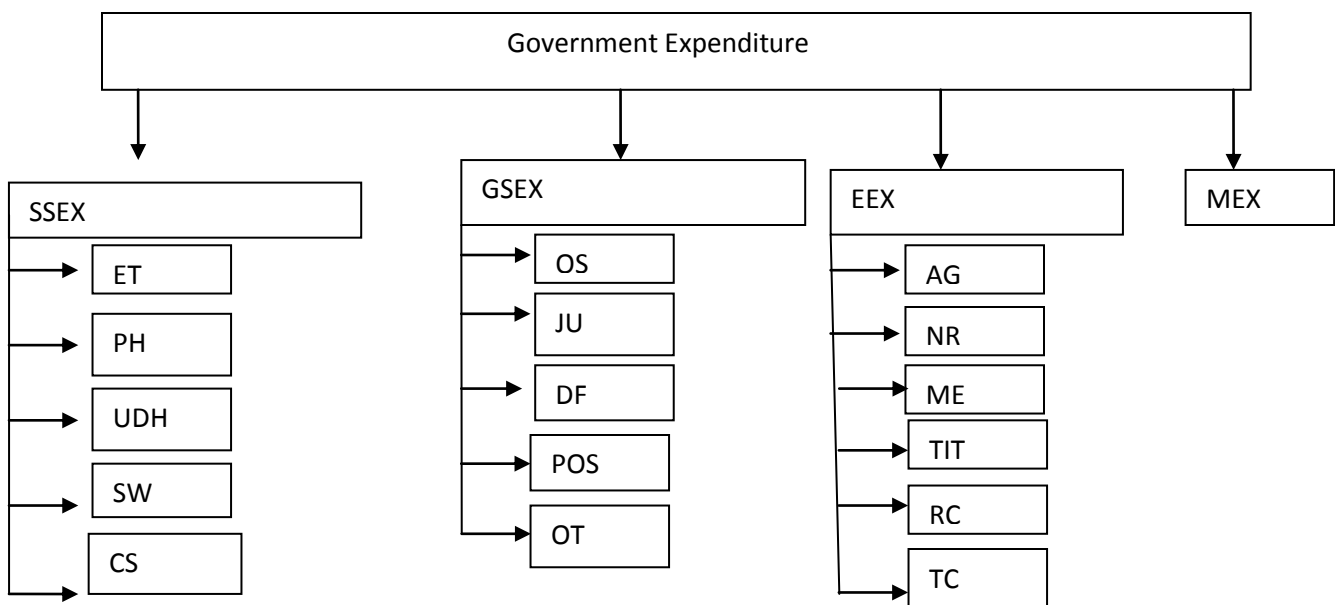 Government Expenditure
SSEX
ET
PH
UDH
SW
CS
GSEX
OS
JU
DF
POS
OT
EEX
AG
NR
ME
TIT
RC
TC
MEX